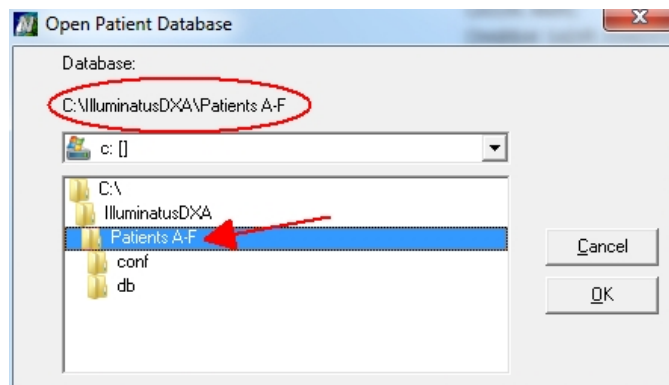 Open Patient Database
Database:
C:\IlluminatusDXA\Patients A-F
c: []
C:\
IlluminatusDXA
Patients A-F
conf
db
Cancel
OK